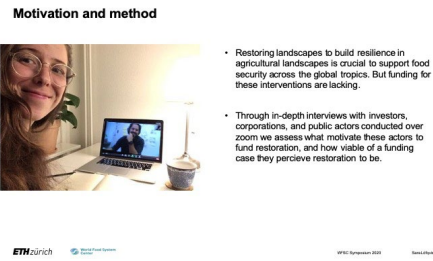 Motivation and method
• Restoring landscapes to build resilience in
agricultural landscapes is crucial to support food
security across the global tropics. But funding for
these interventions are lacking.
• Through in-depth interviews with investors,
corporations, and public actors conducted over
zoom we assess what motivate these actors to
fund restoration, and how viable of a funding
case they percieve restoration to be.
ETH zürich
World Food System
Center
WFSC Symposium 2023